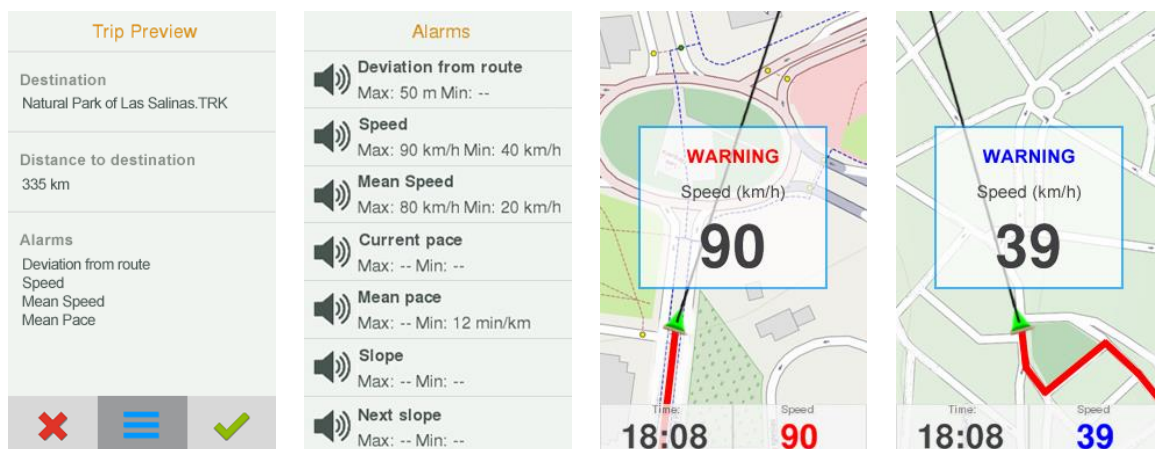 Trip Preview
Destination
Natural Park of Las Salinas.TRK
Distance to destination
335 km
Alarms
Deviation from route
Speed
Mean Speed
Mean Pace
Alarms
Deviation from route
Max: 50 m Min: --
Speed
Max: 90 km/h Min: 40 km/h
Mean Speed
Max: 80 km/h Min: 20 km/h
Current pace
Max: -- Min: --
Mean pace
Max: -- Min: 12 min/km
Slope
Max: -- Min: --
Next slope
Max: -- Min: --
WARNING
Speed (km/h)
90
Time:
18:08
Speed
90
WARNING
Speed (km/h)
39
Time:
18:08
Speed
39